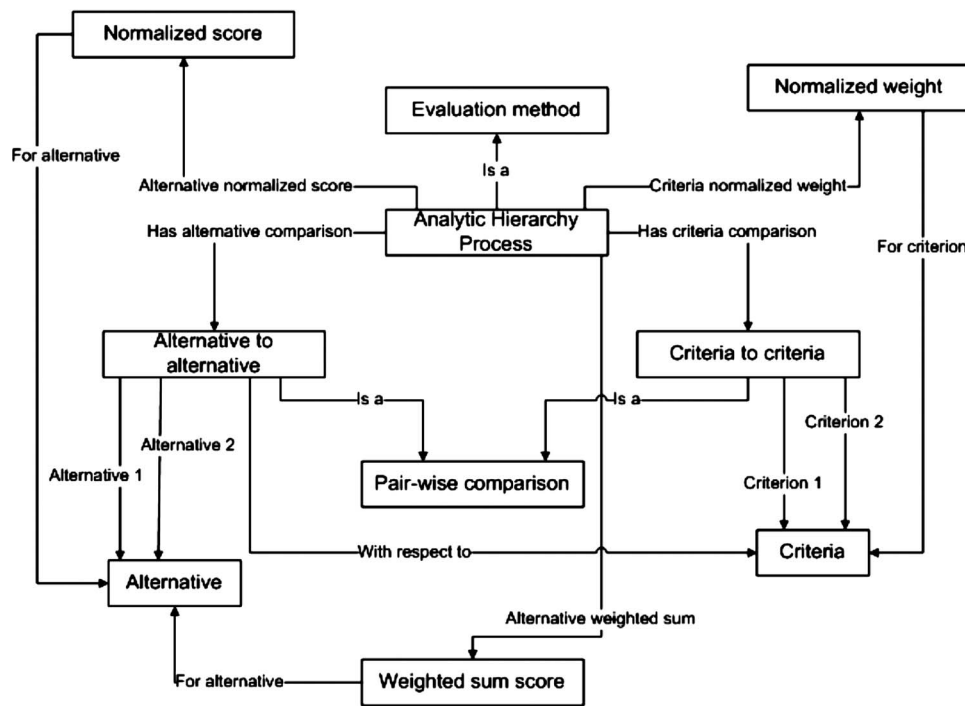 Normalized score
Normalized weight
Evaluation method
For alternative
Is a
Alternative normalized score
Criteria normalized weight
Analytic Hierarchy
Process
Has alternative comparison
Has criteria comparison
For criterion
Alternative to
alternative
Criteria to criteria
Is a
Is a
Alternative 2
Criterion 2
Alternative 1
Pair-wise comparison
Criterion 1
With respect to
Criteria
Alternative
Alternative weighted sum
For alternative
Weighted sum score